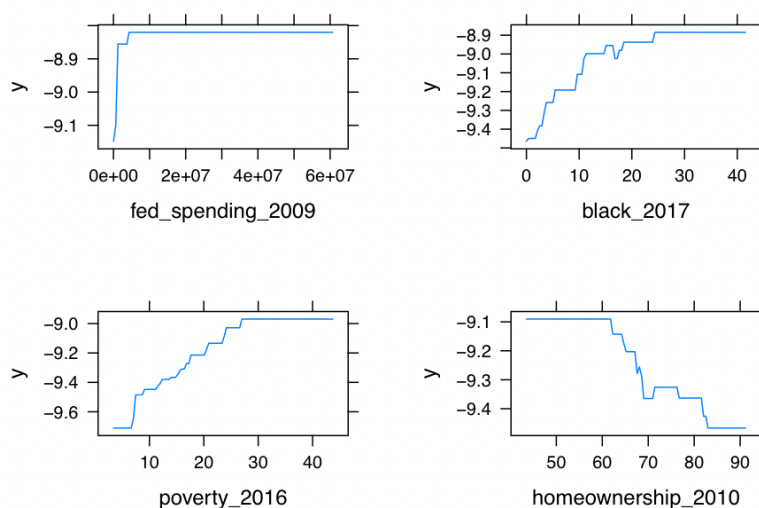 y
−8.9
−9.0
−9.1
0e+00 2e+07 4e+07 6e+07
fed_spending_2009
y
−8.9
−9.0
−9.1
−9.2
−9.3
−9.4
0 10 20 30 40
black_2017
y
−9.0
−9.2
−9.4
−9.6
10 20 30 40
poverty_2016
y
−9.1
−9.2
−9.3
−9.4
50 60 70 80 90
homeownership_2010